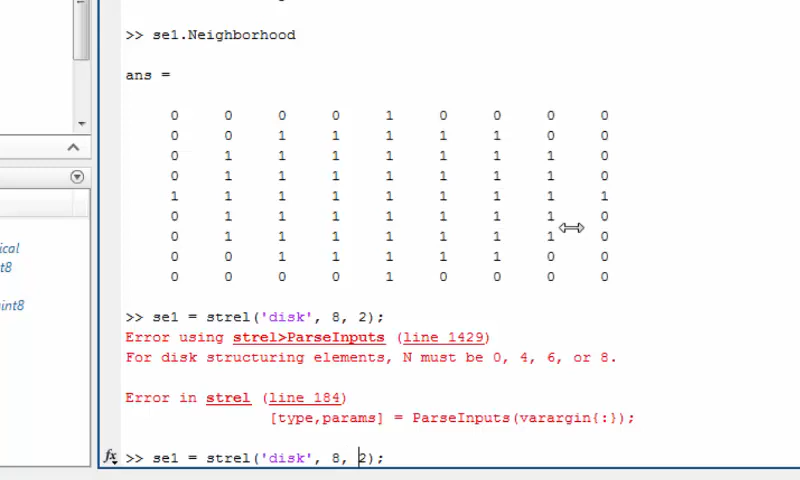 >> se1.Neighborhood
ans =
0 0 0 0 1 0 0 0 0
0 0 1 1 1 1 1 0 0
0 1 1 1 1 1 1 1 0
0 1 1 1 1 1 1 1 0
1 1 1 1 1 1 1 1 1
0 1 1 1 1 1 1 1 0
0 1 1 1 1 1 1 1 0
0 0 1 1 1 1 1 0 0
0 0 0 0 1 0 0 0 0
ical
t8
int8
>> se1 = strel('disk', 8, 2);
Error using strel>ParseInputs (line 1429)
For disk structuring elements, N must be 0, 4, 6, or 8.
Error in strel (line 184)
[type,params] = ParseInputs(varargin{:});
fx >> se1 = strel('disk', 8, 2);